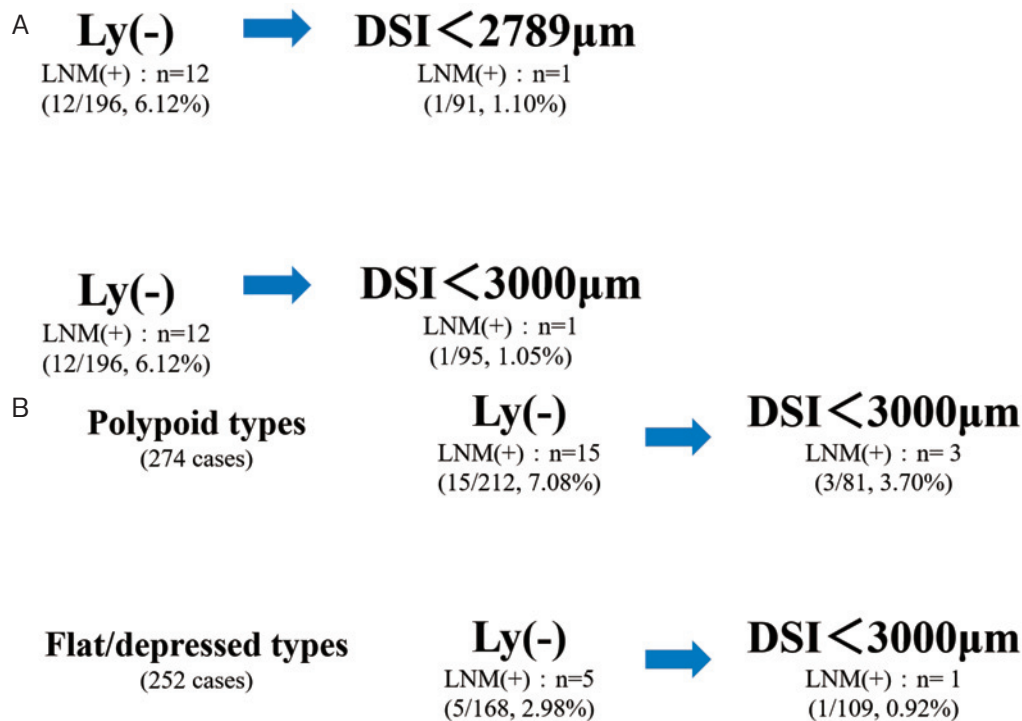 A
Ly(-)
DSI<2789μm
LNM(+) : n=12
LNM(+) : n=1
(12/196, 6.12%)
(1/91, 1.10%)
Ly(-)
DSI<3000μm
LNM(+) : n=12
LNM(+) : n=1
(12/196, 6.12%)
(1/95, 1.05%)
B
Polypoid types
(274 cases)
Ly(-)
LNM(+) : n=15
(15/212, 7.08%)
DSI<3000μm
LNM(+) : n= 3
(3/81, 3.70%)
Flat/depressed types
(252 cases)
Ly(-)
LNM(+) : n=5
(5/168, 2.98%)
DSI<3000μm
LNM(+) : n= 1
(1/109, 0.92%)